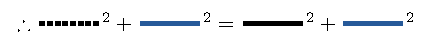 ∴ ² + ² = ² + ²